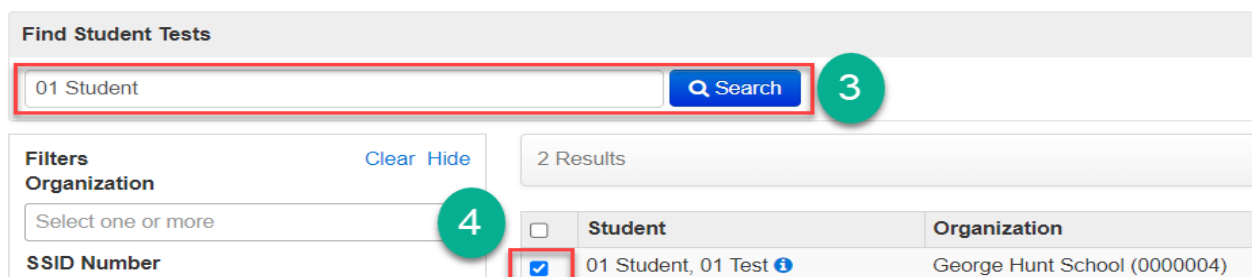 Find Student Tests
01 Student
Search
3
Filters
Clear Hide
Organization
Select one or more
SSID Number
2 Results
4
Student
Organization
01 Student, 01 Test
George Hunt School (0000004)